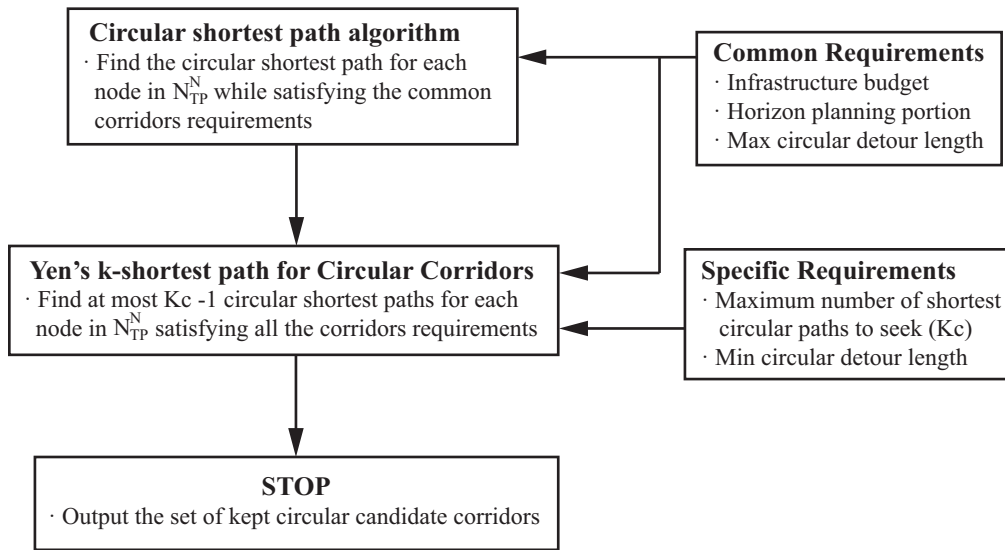 Circular shortest path algorithm
· Find the circular shortest path for each
node in N_TP^N while satisfying the common
corridors requirements
Common Requirements
· Infrastructure budget
· Horizon planning portion
· Max circular detour length
Yen's k-shortest path for Circular Corridors
· Find at most Kc -1 circular shortest paths for each
node in N_TP^N satisfying all the corridors requirements
Specific Requirements
· Maximum number of shortest
circular paths to seek (Kc)
· Min circular detour length
STOP
· Output the set of kept circular candidate corridors